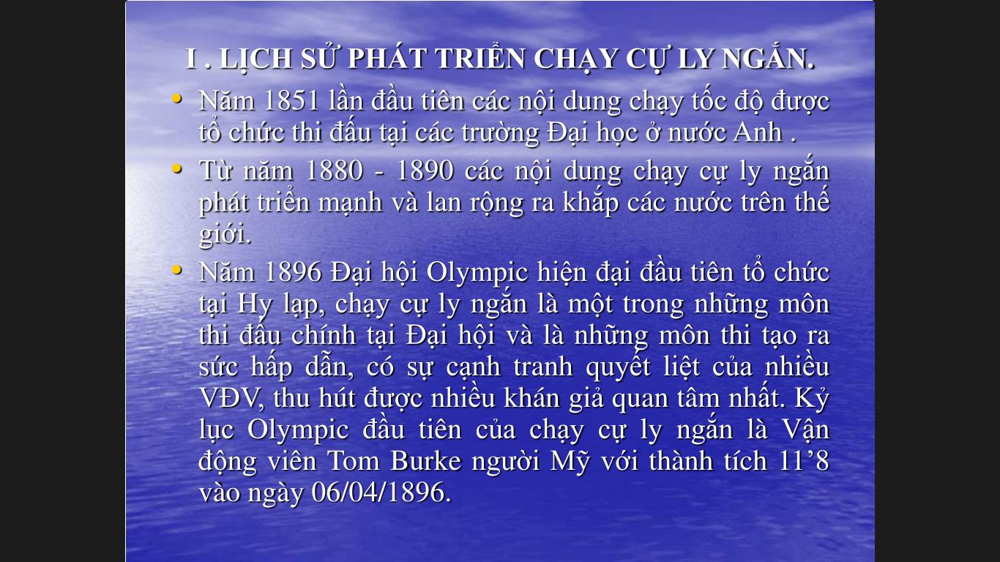 I . LỊCH SỬ PHÁT TRIỂN CHẠY CỰ LY NGẮN.
• Năm 1851 lần đầu tiên các nội dung chạy tốc độ được
tổ chức thi đấu tại các trường Đại học ở nước Anh .
• Từ năm 1880 - 1890 các nội dung chạy cự ly ngắn
phát triển mạnh và lan rộng ra khắp các nước trên thế
giới.
• Năm 1896 Đại hội Olympic hiện đại đầu tiên tổ chức
tại Hy lạp, chạy cự ly ngắn là một trong những môn
thi đấu chính tại Đại hội và là những môn thi tạo ra
sức hấp dẫn, có sự cạnh tranh quyết liệt của nhiều
VĐV, thu hút được nhiều khán giả quan tâm nhất. Kỷ
lục Olympic đầu tiên của chạy cự ly ngắn là Vận
động viên Tom Burke người Mỹ với thành tích 11’8
vào ngày 06/04/1896.